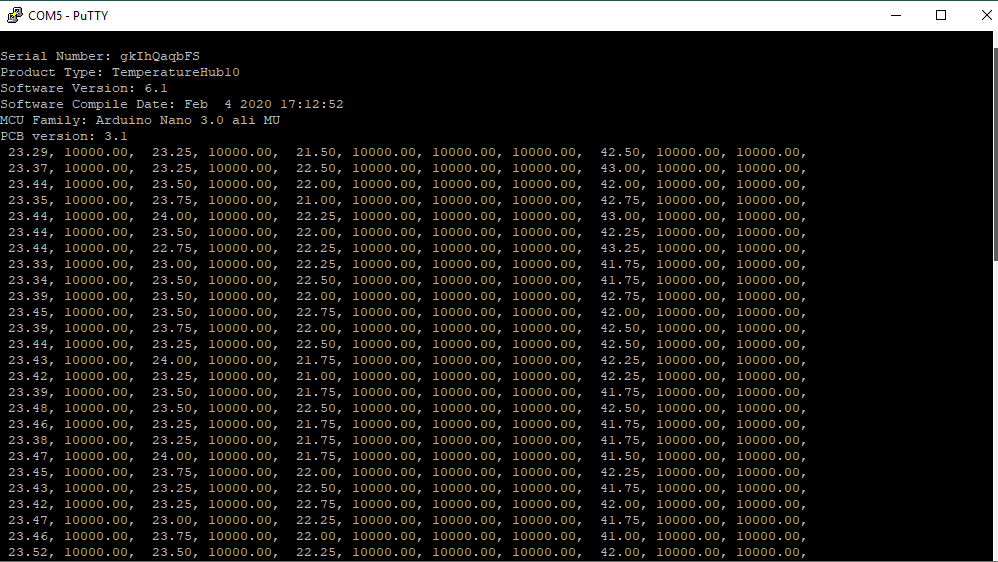 COM5 - PuTTY
Serial Number: gkIhQaqbFS
Product Type: TemperatureHub10
Software Version: 6.1
Software Compile Date: Feb  4 2020 17:12:52
MCU Family: Arduino Nano 3.0 ali MU
PCB version: 3.1
23.29, 10000.00,  23.25, 10000.00,  21.50, 10000.00, 10000.00, 10000.00,  42.50, 10000.00, 10000.00,
23.37, 10000.00,  23.25, 10000.00,  22.50, 10000.00, 10000.00, 10000.00,  43.00, 10000.00, 10000.00,
23.44, 10000.00,  23.50, 10000.00,  22.00, 10000.00, 10000.00, 10000.00,  42.00, 10000.00, 10000.00,
23.35, 10000.00,  23.75, 10000.00,  21.00, 10000.00, 10000.00, 10000.00,  42.75, 10000.00, 10000.00,
23.44, 10000.00,  24.00, 10000.00,  22.25, 10000.00, 10000.00, 10000.00,  43.00, 10000.00, 10000.00,
23.44, 10000.00,  23.50, 10000.00,  22.00, 10000.00, 10000.00, 10000.00,  42.25, 10000.00, 10000.00,
23.44, 10000.00,  22.75, 10000.00,  22.25, 10000.00, 10000.00, 10000.00,  43.25, 10000.00, 10000.00,
23.33, 10000.00,  23.00, 10000.00,  22.25, 10000.00, 10000.00, 10000.00,  41.75, 10000.00, 10000.00,
23.34, 10000.00,  23.50, 10000.00,  22.50, 10000.00, 10000.00, 10000.00,  41.75, 10000.00, 10000.00,
23.39, 10000.00,  23.50, 10000.00,  22.00, 10000.00, 10000.00, 10000.00,  42.75, 10000.00, 10000.00,
23.45, 10000.00,  23.50, 10000.00,  22.75, 10000.00, 10000.00, 10000.00,  42.00, 10000.00, 10000.00,
23.39, 10000.00,  23.75, 10000.00,  22.00, 10000.00, 10000.00, 10000.00,  42.50, 10000.00, 10000.00,
23.44, 10000.00,  23.25, 10000.00,  22.50, 10000.00, 10000.00, 10000.00,  42.50, 10000.00, 10000.00,
23.43, 10000.00,  24.00, 10000.00,  21.75, 10000.00, 10000.00, 10000.00,  42.25, 10000.00, 10000.00,
23.42, 10000.00,  23.25, 10000.00,  21.00, 10000.00, 10000.00, 10000.00,  42.25, 10000.00, 10000.00,
23.39, 10000.00,  23.50, 10000.00,  21.75, 10000.00, 10000.00, 10000.00,  41.75, 10000.00, 10000.00,
23.48, 10000.00,  23.50, 10000.00,  22.50, 10000.00, 10000.00, 10000.00,  42.50, 10000.00, 10000.00,
23.46, 10000.00,  23.25, 10000.00,  21.75, 10000.00, 10000.00, 10000.00,  41.75, 10000.00, 10000.00,
23.38, 10000.00,  23.25, 10000.00,  21.75, 10000.00, 10000.00, 10000.00,  41.75, 10000.00, 10000.00,
23.47, 10000.00,  24.00, 10000.00,  21.75, 10000.00, 10000.00, 10000.00,  41.50, 10000.00, 10000.00,
23.45, 10000.00,  23.75, 10000.00,  22.00, 10000.00, 10000.00, 10000.00,  42.25, 10000.00, 10000.00,
23.43, 10000.00,  23.25, 10000.00,  22.50, 10000.00, 10000.00, 10000.00,  41.75, 10000.00, 10000.00,
23.42, 10000.00,  23.25, 10000.00,  22.75, 10000.00, 10000.00, 10000.00,  42.00, 10000.00, 10000.00,
23.47, 10000.00,  23.00, 10000.00,  22.25, 10000.00, 10000.00, 10000.00,  41.75, 10000.00, 10000.00,
23.46, 10000.00,  23.75, 10000.00,  22.00, 10000.00, 10000.00, 10000.00,  41.00, 10000.00, 10000.00,
23.52, 10000.00,  23.50, 10000.00,  22.25, 10000.00, 10000.00, 10000.00,  42.00, 10000.00, 10000.00,